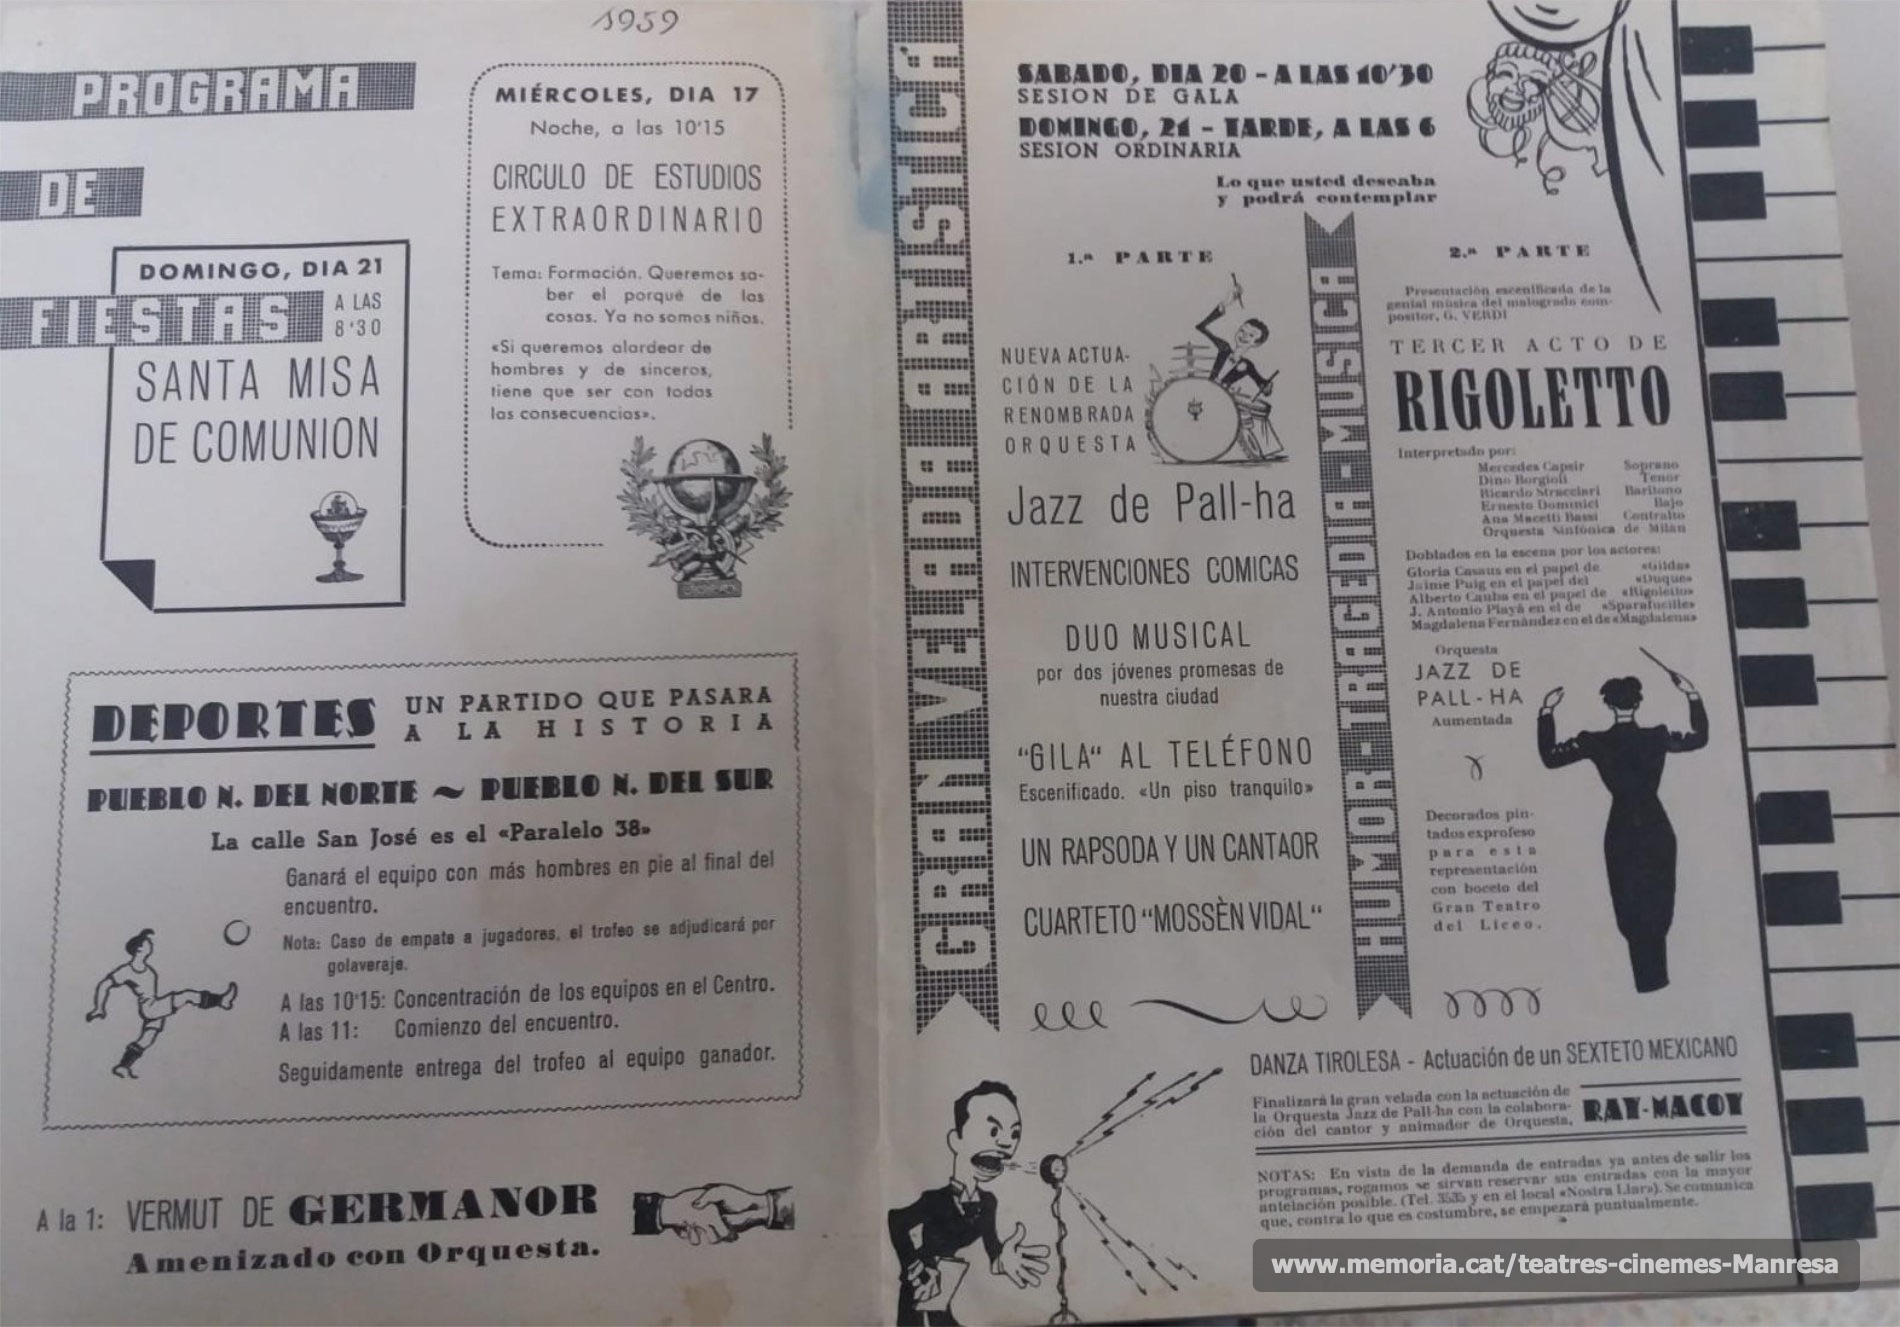 1959
PROGRAMA
DE
FIESTAS
DOMINGO, DIA 21
A LAS
8'30
SANTA MISA
DE COMUNION
MIÉRCOLES, DIA 17
Noche, a las 10'15
CIRCULO DE ESTUDIOS
EXTRAORDINARIO
Tema: Formación. Queremos sa-
ber el porqué de las
cosas. Ya no somos niños.
«Si queremos alardear de
hombres y de sinceros,
tiene que ser con todas
las consecuencias».
DEPORTES
UN PARTIDO QUE PASARA
A LA HISTORIA
PUEBLO N. DEL NORTE ~ PUEBLO N. DEL SUR
La calle San José es el «Paralelo 38»
Ganará el equipo con más hombres en pie al final del
encuentro.
Nota: Caso de empate a jugadores, el trofeo se adjudicará por
golaveraje.
A las 10'15: Concentración de los equipos en el Centro.
A las 11: Comienzo del encuentro.
Seguidamente entrega del trofeo al equipo ganador.
A la 1: VERMUT DE GERMANOR
Amenizado con Orquesta.
GRAN VELADA ARTISTICA
SABADO, DIA 20 - A LAS 10'30
SESION DE GALA
DOMINGO, 21 - TARDE, A LAS 6
SESION ORDINARIA
Lo que usted deseaba
y podrá contemplar
1.ª PARTE
NUEVA ACTUA-
CIÓN DE LA
RENOMBRADA
ORQUESTA
Jazz de Pall-ha
INTERVENCIONES COMICAS
DUO MUSICAL
por dos jóvenes promesas de
nuestra ciudad
"GILA" AL TELÉFONO
Escenificado. «Un piso tranquilo»
UN RAPSODA Y UN CANTAOR
CUARTETO "MOSSÈN VIDAL"
HUMOR-TRAGEDIA-MUSICA
2.ª PARTE
Presentación escenificada de la
genial música del malogrado com-
positor, G. VERDI
TERCER ACTO DE
RIGOLETTO
Interpretado por:
Mercedes Capsir Soprano
Dino Borgioli Tenor
Ricardo Stracciari Barítono
Ernesto Dominici Bajo
Ana Macetti Bassi Contralto
Orquesta Sinfónica de Milán
Doblados en la escena por los actores:
Gloria Casaus en el papel de «Gilda»
Jaime Puig en el papel del «Duque»
Alberto Cauba en el papel de «Rigoletto»
J. Antonio Playá en el de «Sparafucille»
Magdalena Fernández en el de «Magdalena»
Orquesta
JAZZ DE
PALL-HA
Aumentada
Decorados pin-
tados exprofeso
para esta
representación
con boceto del
Gran Teatro
del Liceo.
DANZA TIROLESA - Actuación de un SEXTETO MEXICANO
Finalizará la gran velada con la actuación de
la Orquesta Jazz de Pall-ha con la colabora-
ción del cantor y animador de Orquesta,
RAY-MACOY
NOTAS: En vista de la demanda de entradas ya antes de salir los
programas, rogamos se sirvan reservar sus entradas con la mayor
antelación posible. (Tel. 3535 y en el local «Nostra Llar»). Se comunica
que, contra lo que es costumbre, se empezará puntualmente.
www.memoria.cat/teatres-cinemes-Manresa